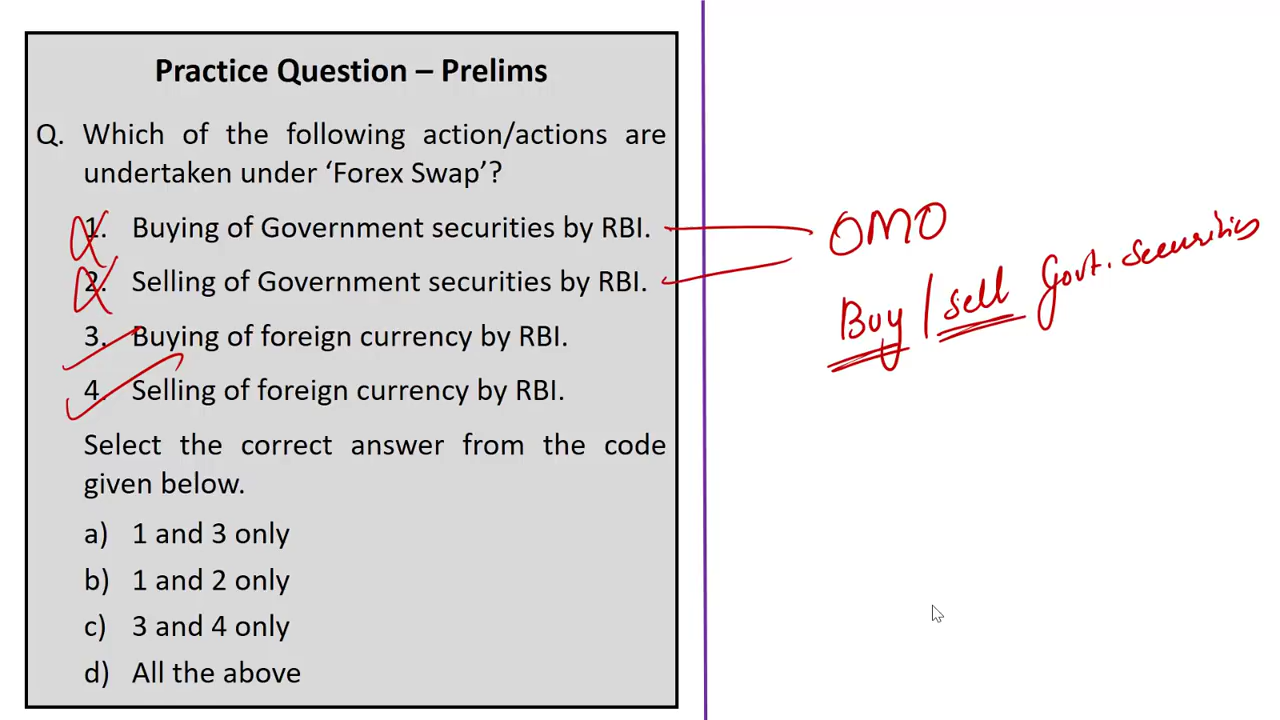 Practice Question – Prelims
Q. Which of the following action/actions are
undertaken under ‘Forex Swap’?
1. Buying of Government securities by RBI.
2. Selling of Government securities by RBI.
3. Buying of foreign currency by RBI.
4. Selling of foreign currency by RBI.
Select the correct answer from the code
given below.
a) 1 and 3 only
b) 1 and 2 only
c) 3 and 4 only
d) All the above
OMO
Buy / Sell Govt. Securities